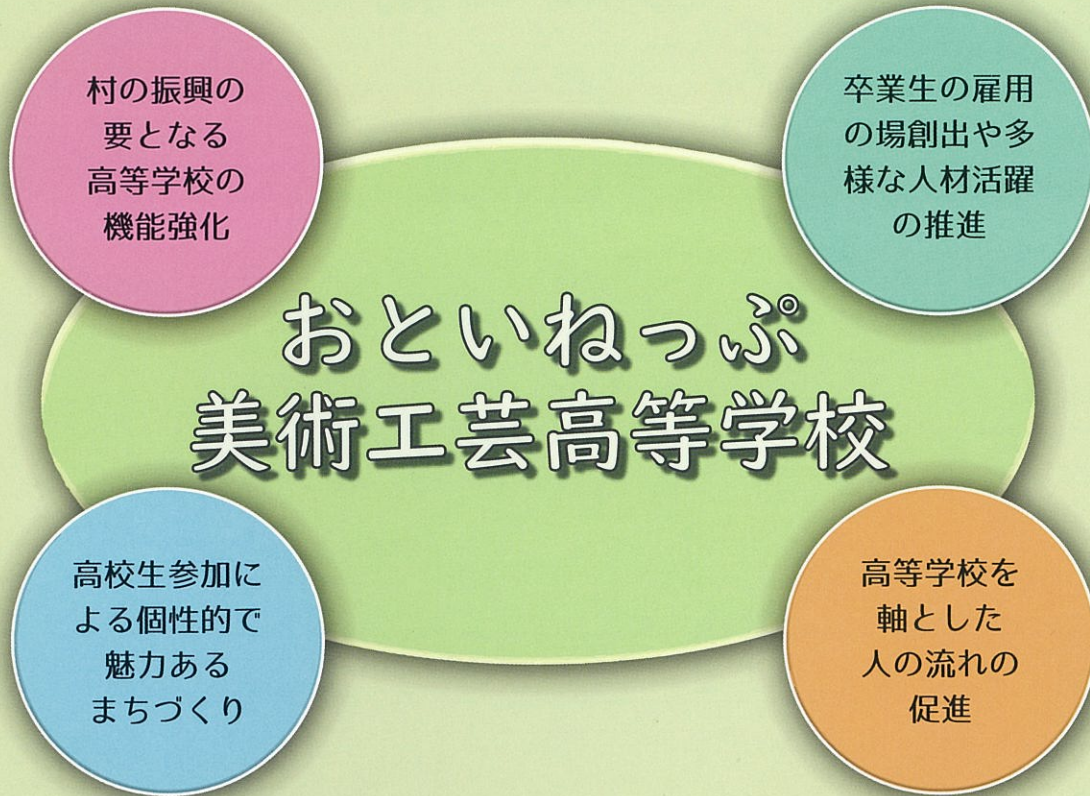 村の振興の
要となる
高等学校の
機能強化
卒業生の雇用
の場創出や多
様な人材活躍
の推進
おといねっぷ
美術工芸高等学校
高校生参加に
よる個性的で
魅力ある
まちづくり
高等学校を
軸とした
人の流れの
促進